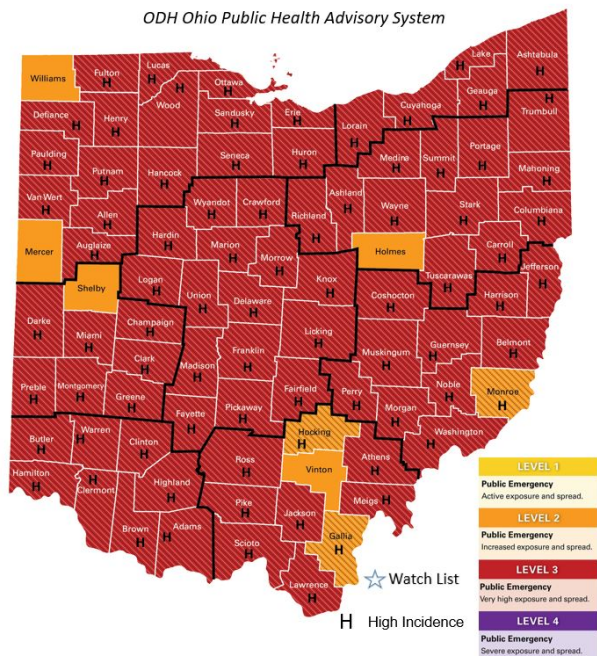 ODH Ohio Public Health Advisory System
Williams
Fulton
H
Lucas
H
H
Ottawa
H
Lake
H
Ashtabula
H
Defiance
H
Henry
H
Wood
Sandusky
H
Erie
H
Lorain
H
Cuyahoga
H
Geauga
H
Trumbull
H
Paulding
H
Putnam
H
Hancock
H
Seneca
H
Huron
H
Medina
H
Summit
H
Portage
H
Mahoning
H
Van Wert
H
Allen
H
Wyandot
H
Crawford
H
Richland
H
Ashland
H
Wayne
H
Stark
H
Columbiana
H
Mercer
Auglaize
H
Hardin
H
Marion
H
Morrow
H
Holmes
Tuscarawas
H
Carroll
H
Jefferson
H
Shelby
Logan
H
Union
H
Delaware
H
Knox
H
Coshocton
H
Harrison
H
Darke
H
Miami
H
Champaign
H
Clark
H
Madison
H
Franklin
H
Licking
H
Muskingum
H
Guernsey
H
Belmont
H
Preble
H
Montgomery
H
Greene
H
Fayette
H
Pickaway
H
Fairfield
H
Perry
H
Morgan
H
Noble
H
Monroe
H
Butler
H
Warren
H
Clinton
H
Ross
H
Hocking
H
Athens
H
Washington
H
Hamilton
H
Clermont
H
Highland
H
Pike
H
Vinton
Meigs
H
Brown
H
Adams
H
Scioto
H
Jackson
H
Gallia
H
Lawrence
H
Watch List
H High Incidence
LEVEL 1
Public Emergency
Active exposure and spread.
LEVEL 2
Public Emergency
Increased exposure and spread.
LEVEL 3
Public Emergency
Very high exposure and spread.
LEVEL 4
Public Emergency
Severe exposure and spread.